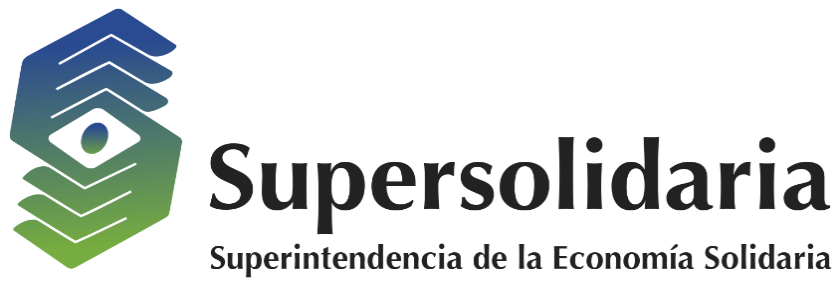 Supersolidaria
Superintendencia de la Economía Solidaria